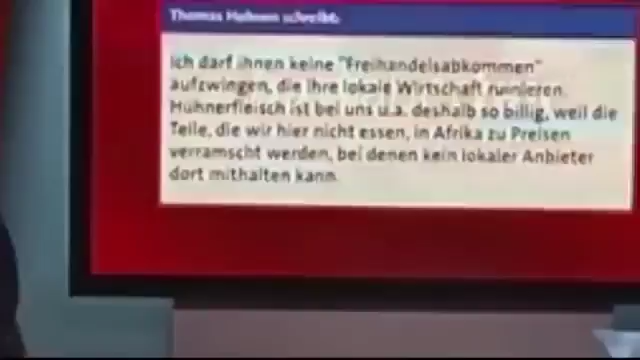 Thomas Huhnen schreibt:
Ich darf ihnen keine "Freihandelsabkommen"
aufzwingen, die ihre lokale Wirtschaft ruinieren.
Hühnerfleisch ist bei uns u.a. deshalb so billig, weil die
Teile, die wir hier nicht essen, in Afrika zu Preisen
verramscht werden, bei denen kein lokaler Anbieter
dort mithalten kann.